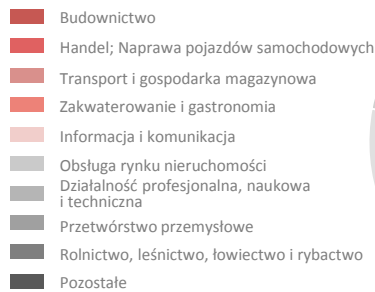 Budownictwo
Handel; Naprawa pojazdów samochodowych
Transport i gospodarka magazynowa
Zakwaterowanie i gastronomia
Informacja i komunikacja
Obsługa rynku nieruchomości
Działalność profesjonalna, naukowa
i techniczna
Przetwórstwo przemysłowe
Rolnictwo, leśnictwo, łowiectwo i rybactwo
Pozostałe